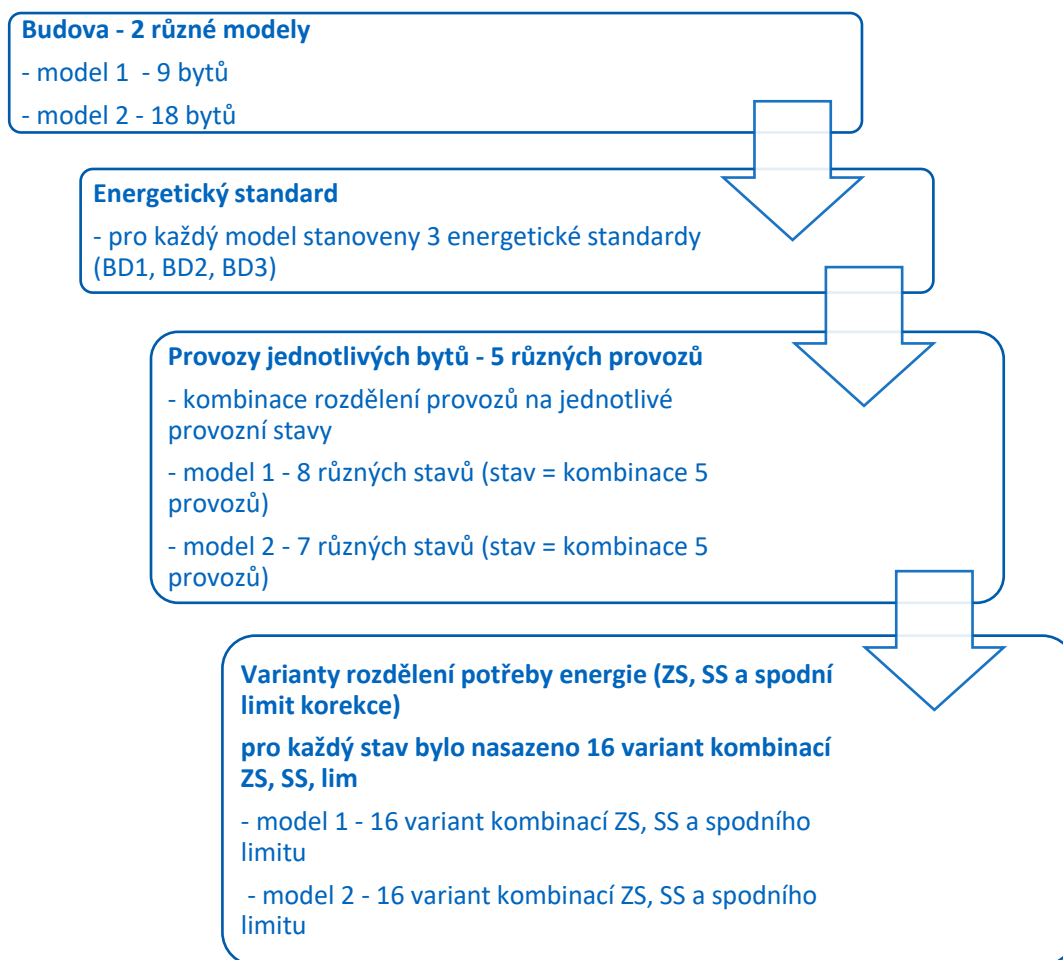 Budova - 2 různé modely
- model 1  - 9 bytů
- model 2 - 18 bytů
Energetický standard
- pro každý model stanoveny 3 energetické standardy
(BD1, BD2, BD3)
Provozy jednotlivých bytů - 5 různých provozů
- kombinace rozdělení provozů na jednotlivé
provozní stavy
- model 1 - 8 různých stavů (stav = kombinace 5
provozů)
- model 2 - 7 různých stavů (stav = kombinace 5
provozů)
Varianty rozdělení potřeby energie (ZS, SS a spodní
limit korekce)
pro každý stav bylo nasazeno 16 variant kombinací
ZS, SS, lim
- model 1 - 16 variant kombinací ZS, SS a spodního
limitu
- model 2 - 16 variant kombinací ZS, SS a spodního
limitu